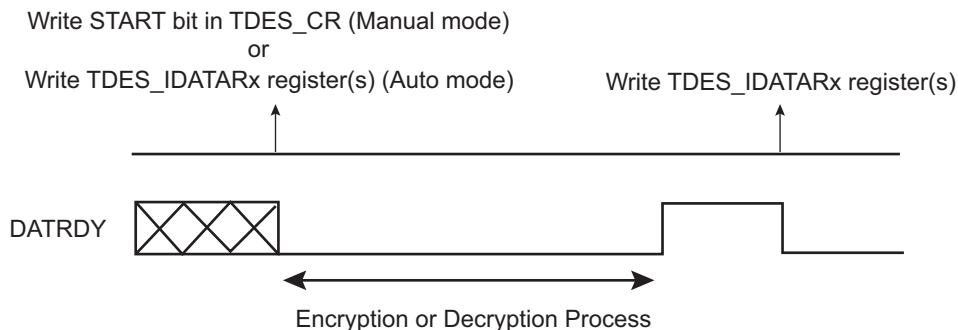 Write START bit in TDES_CR (Manual mode)
or
Write TDES_IDATARx register(s) (Auto mode)
Write TDES_IDATARx register(s)
DATRDY
Encryption or Decryption Process